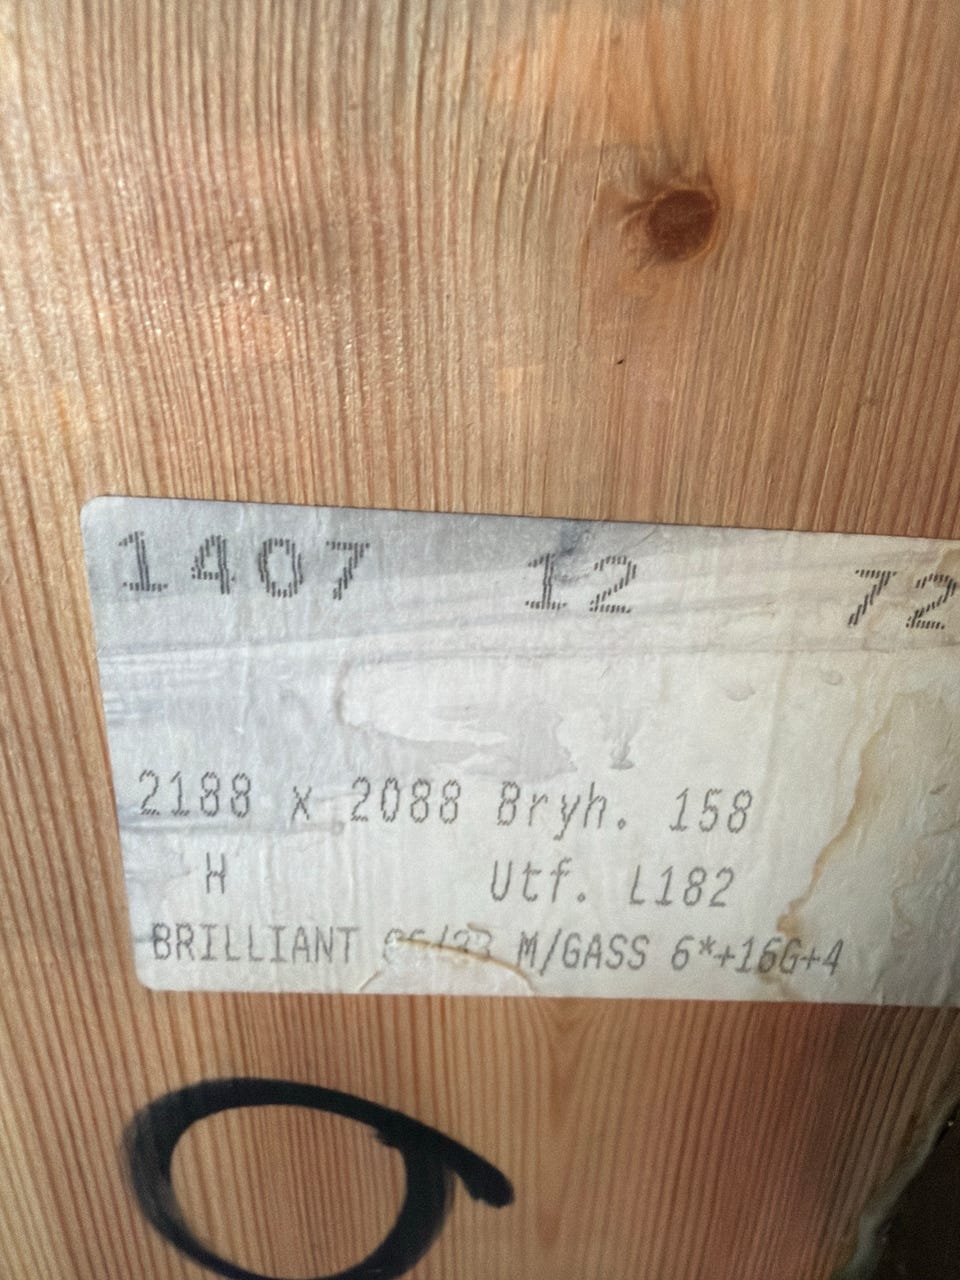 1407 12 72
2188 x 2088 Bryh. 158
H Utf. L182
BRILLIANT M/GASS 6*+16G+4